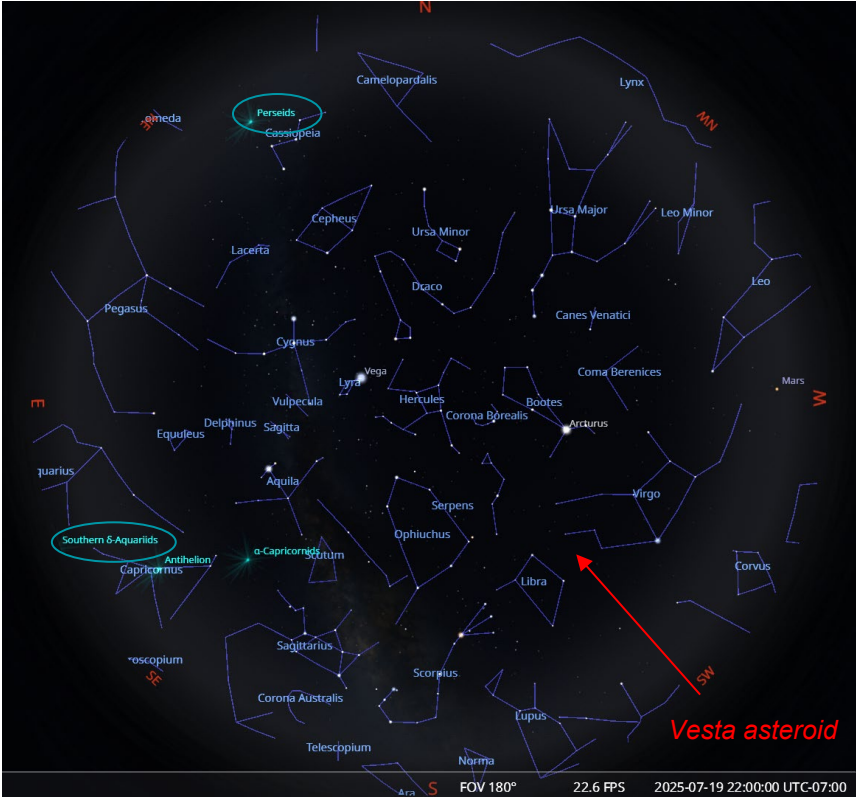 N
Camelopardalis
Lynx
Perseids
Cassiopeia
omeda
NE
NW
Cepheus
Ursa Minor
Ursa Major
Leo Minor
Lacerta
Draco
Leo
Pegasus
Canes Venatici
Cygnus
Vega
Lyra
Coma Berenices
Mars
E
Vulpecula
Hercules
Bootes
W
Delphinus
Sagitta
Corona Borealis
Arcturus
Equuleus
quarius
Aquila
Virgo
Serpens
Southern δ-Aquariids
Ophiuchus
α-Capricornids
Scutum
Antihelion
Capricornus
Libra
Corvus
Sagittarius
roscopium
SE
Scorpius
SW
Corona Australis
Lupus
Vesta asteroid
Telescopium
Norma
Ara
S
FOV 180° 22.6 FPS 2025-07-19 22:00:00 UTC-07:00